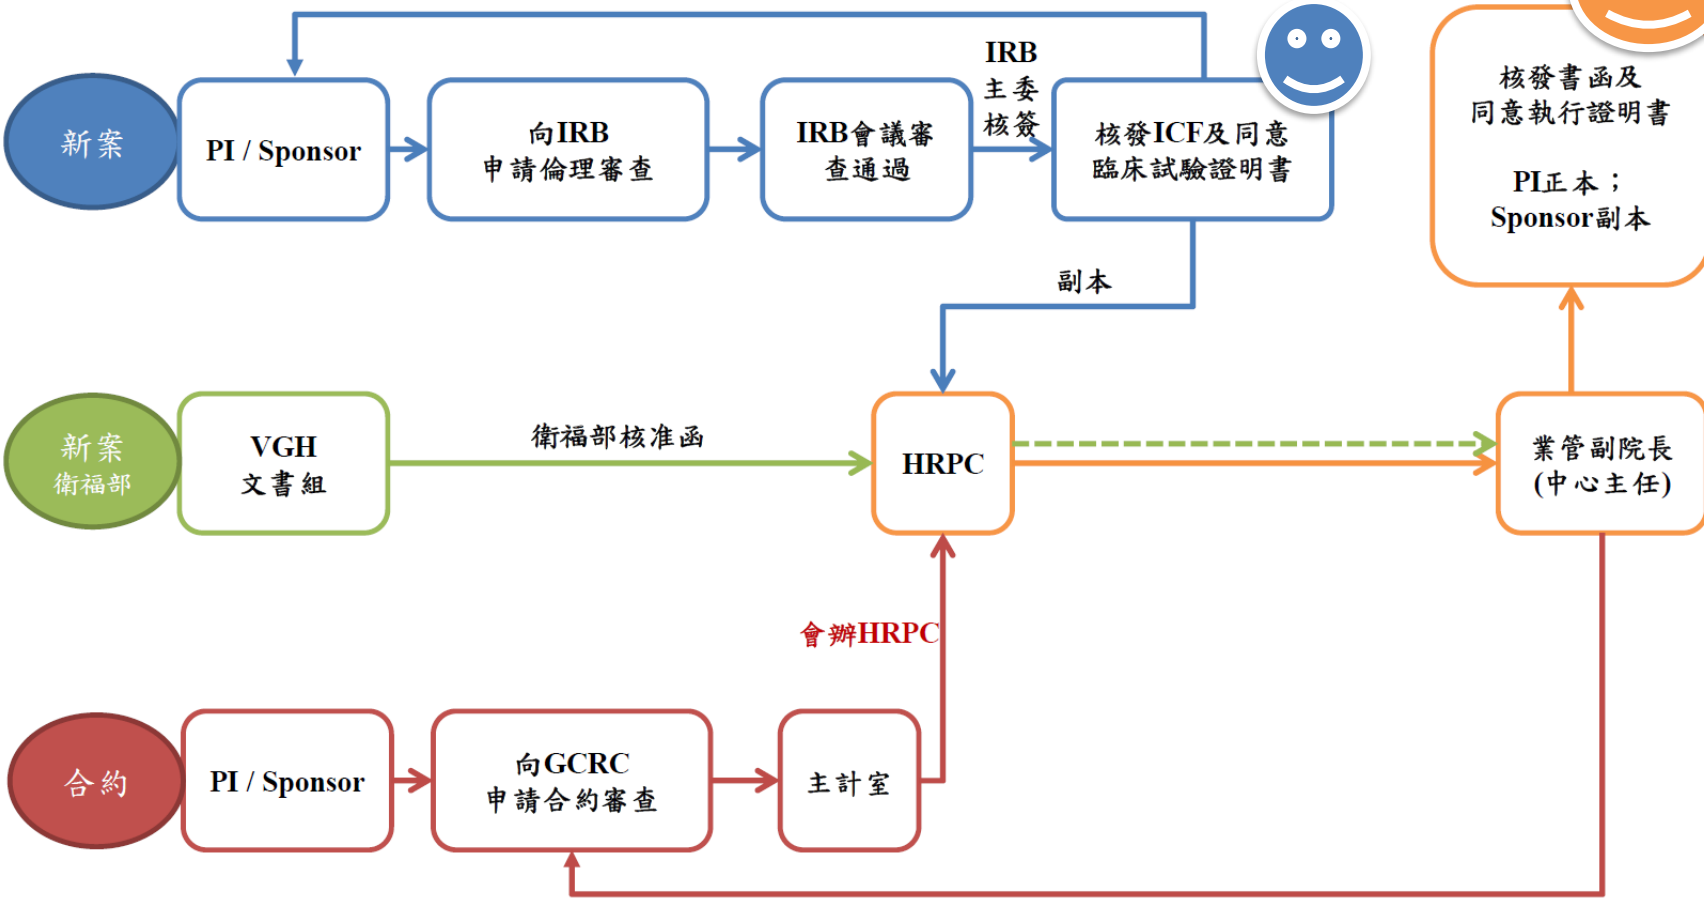 新案
PI / Sponsor
向IRB
申請倫理審查
IRB會議審
查通過
IRB
主委
核簽
核發ICF及同意
臨床試驗證明書
核發書函及
同意執行證明書
PI正本；
Sponsor副本
副本
新案
衛福部
VGH
文書組
衛福部核准函
HRPC
業管副院長
(中心主任)
會辦HRPC
合約
PI / Sponsor
向GCRC
申請合約審查
主計室